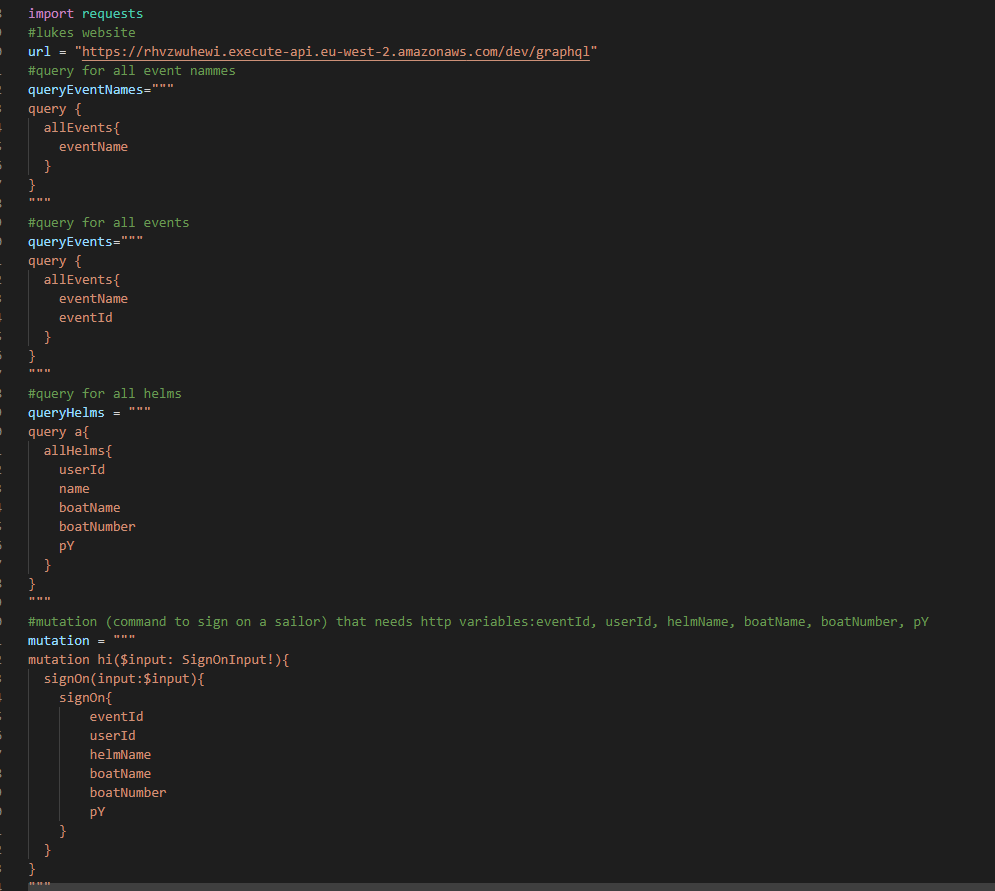 import requests
#lukes website
url = "https://rhvzwuhewi.execute-api.eu-west-2.amazonaws.com/dev/graphql"
#query for all event nammes
queryEventNames="""
query {
  allEvents{
    eventName
  }
}
"""
#query for all events
queryEvents="""
query {
  allEvents{
    eventName
    eventId
  }
}
"""
#query for all helms
queryHelms = """
query a{
  allHelms{
    userId
    name
    boatName
    boatNumber
    pY
  }
}
"""
#mutation (command to sign on a sailor) that needs http variables:eventId, userId, helmName, boatName, boatNumber, pY
mutation = """
mutation hi($input: SignOnInput!){
  signOn(input:$input){
    signOn{
        eventId
        userId
        helmName
        boatName
        boatNumber
        pY
    }
  }
}
"""